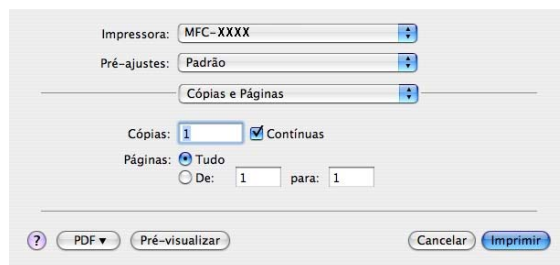 Impressora: MFC-XXXX
Pré-ajustes: Padrão
Cópias e Páginas
Cópias: 1 Contínuas
Páginas: Tudo
De: 1 para: 1
? PDF ▼ Pré-visualizar Cancelar Imprimir